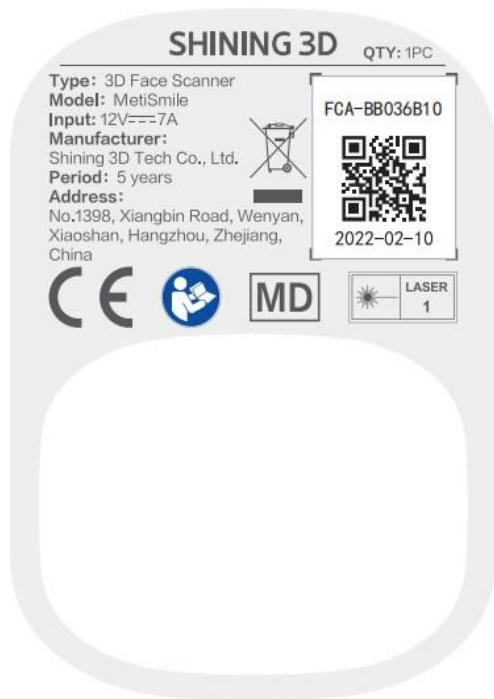 SHINING 3D
QTY: 1PC
Type: 3D Face Scanner
Model: MetiSmile
Input: 12V⎓7A
Manufacturer:
Shining 3D Tech Co., Ltd.
Period: 5 years
Address:
No.1398, Xiangbin Road, Wenyan,
Xiaoshan, Hangzhou, Zhejiang,
China
FCA-BB036B10
2022-02-10
CE
MD
LASER
1